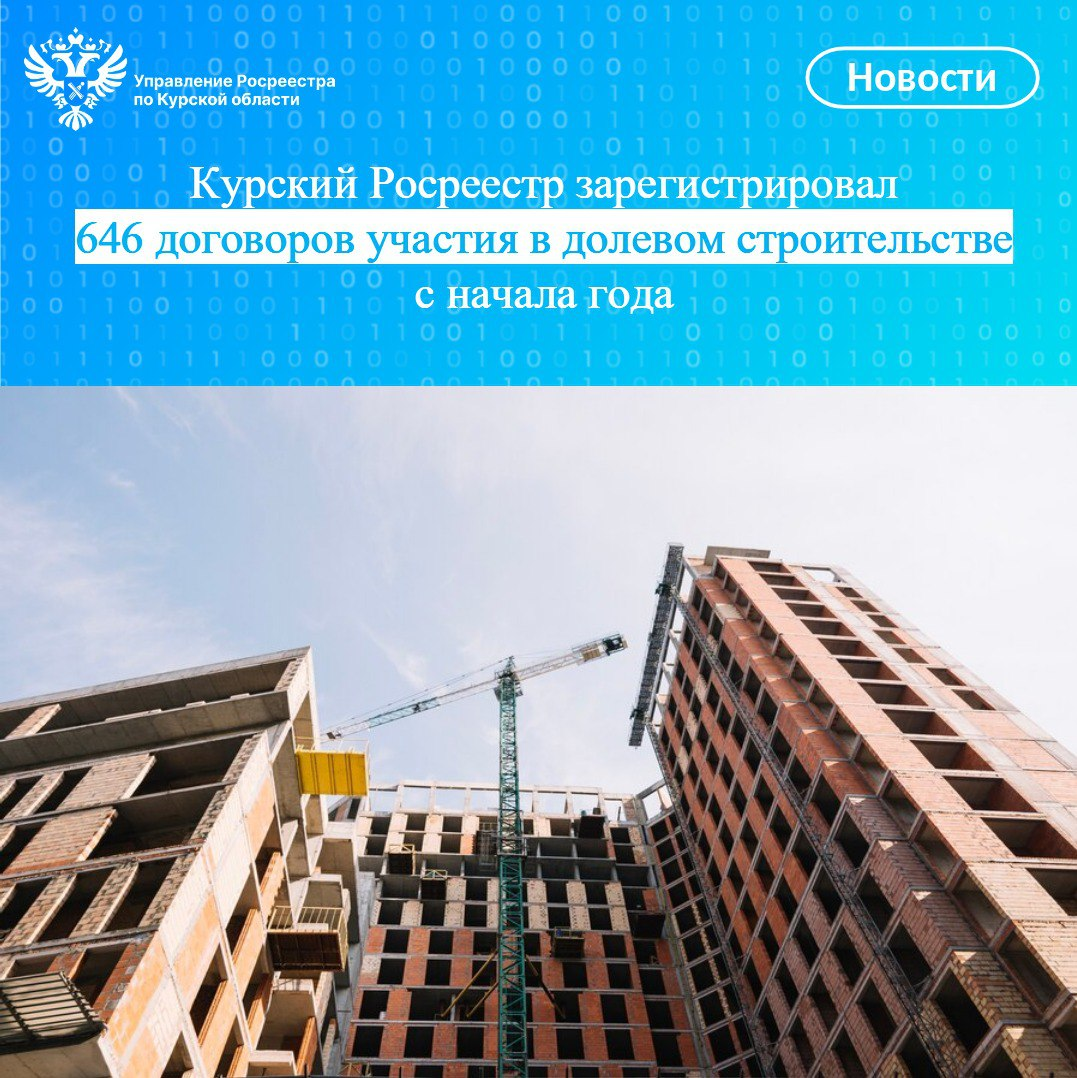 Управление Росреестра
по Курской области
Новости
Курский Росреестр зарегистрировал
646 договоров участия в долевом строительстве
с начала года